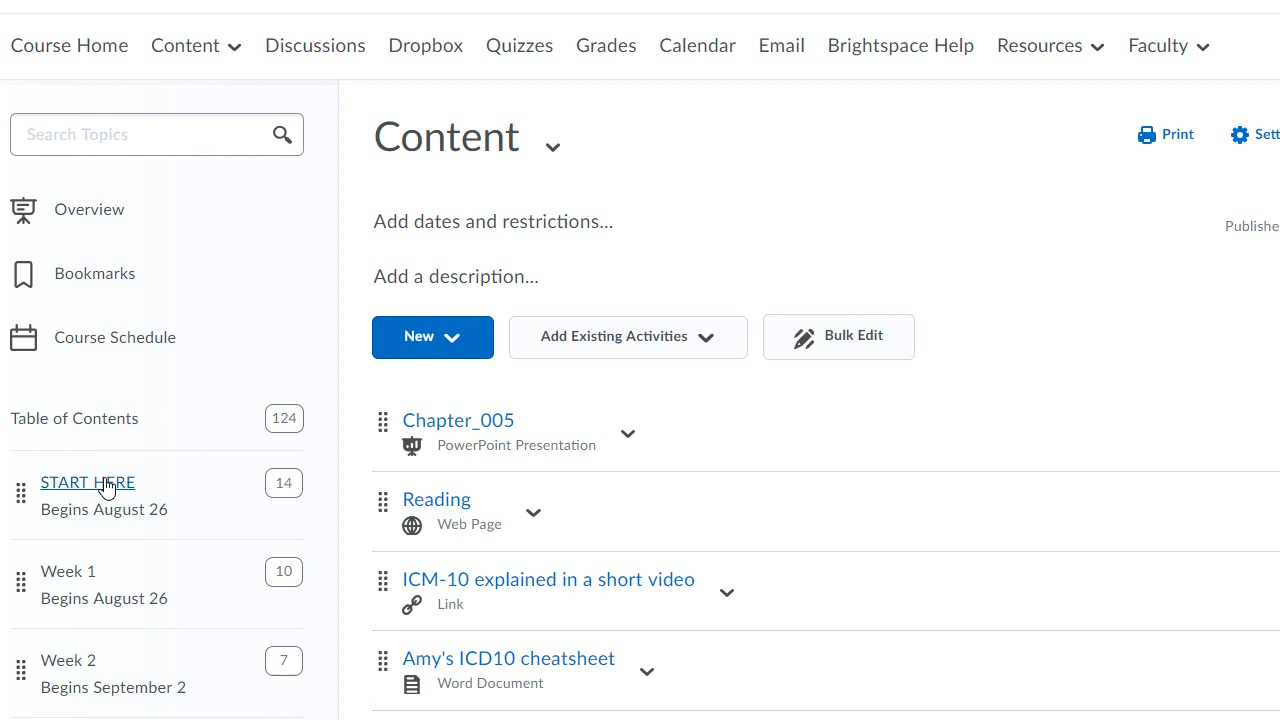 Course Home Content Discussions Dropbox Quizzes Grades Calendar Email Brightspace Help Resources Faculty
Search Topics
Overview
Bookmarks
Course Schedule
Table of Contents 124
START HERE 14
Begins August 26
Week 1 10
Begins August 26
Week 2 7
Begins September 2
Content
Print
Add dates and restrictions...
Add a description...
New Add Existing Activities Bulk Edit
Chapter_005
PowerPoint Presentation
Reading
Web Page
ICM-10 explained in a short video
Link
Amy's ICD10 cheatsheet
Word Document